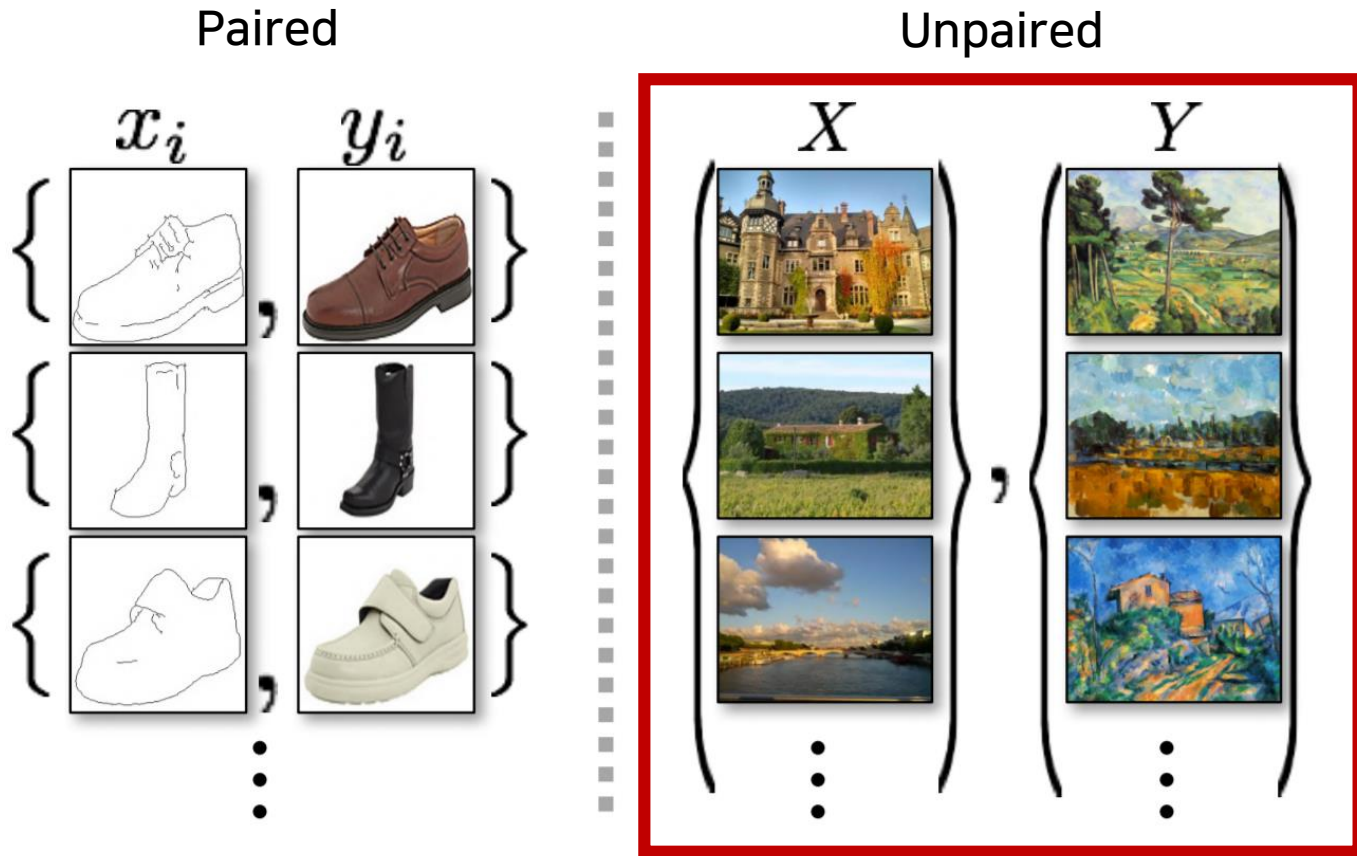 Paired
Unpaired
x_i y_i
X Y
{ , }
{ , }
{ , }
{ , }